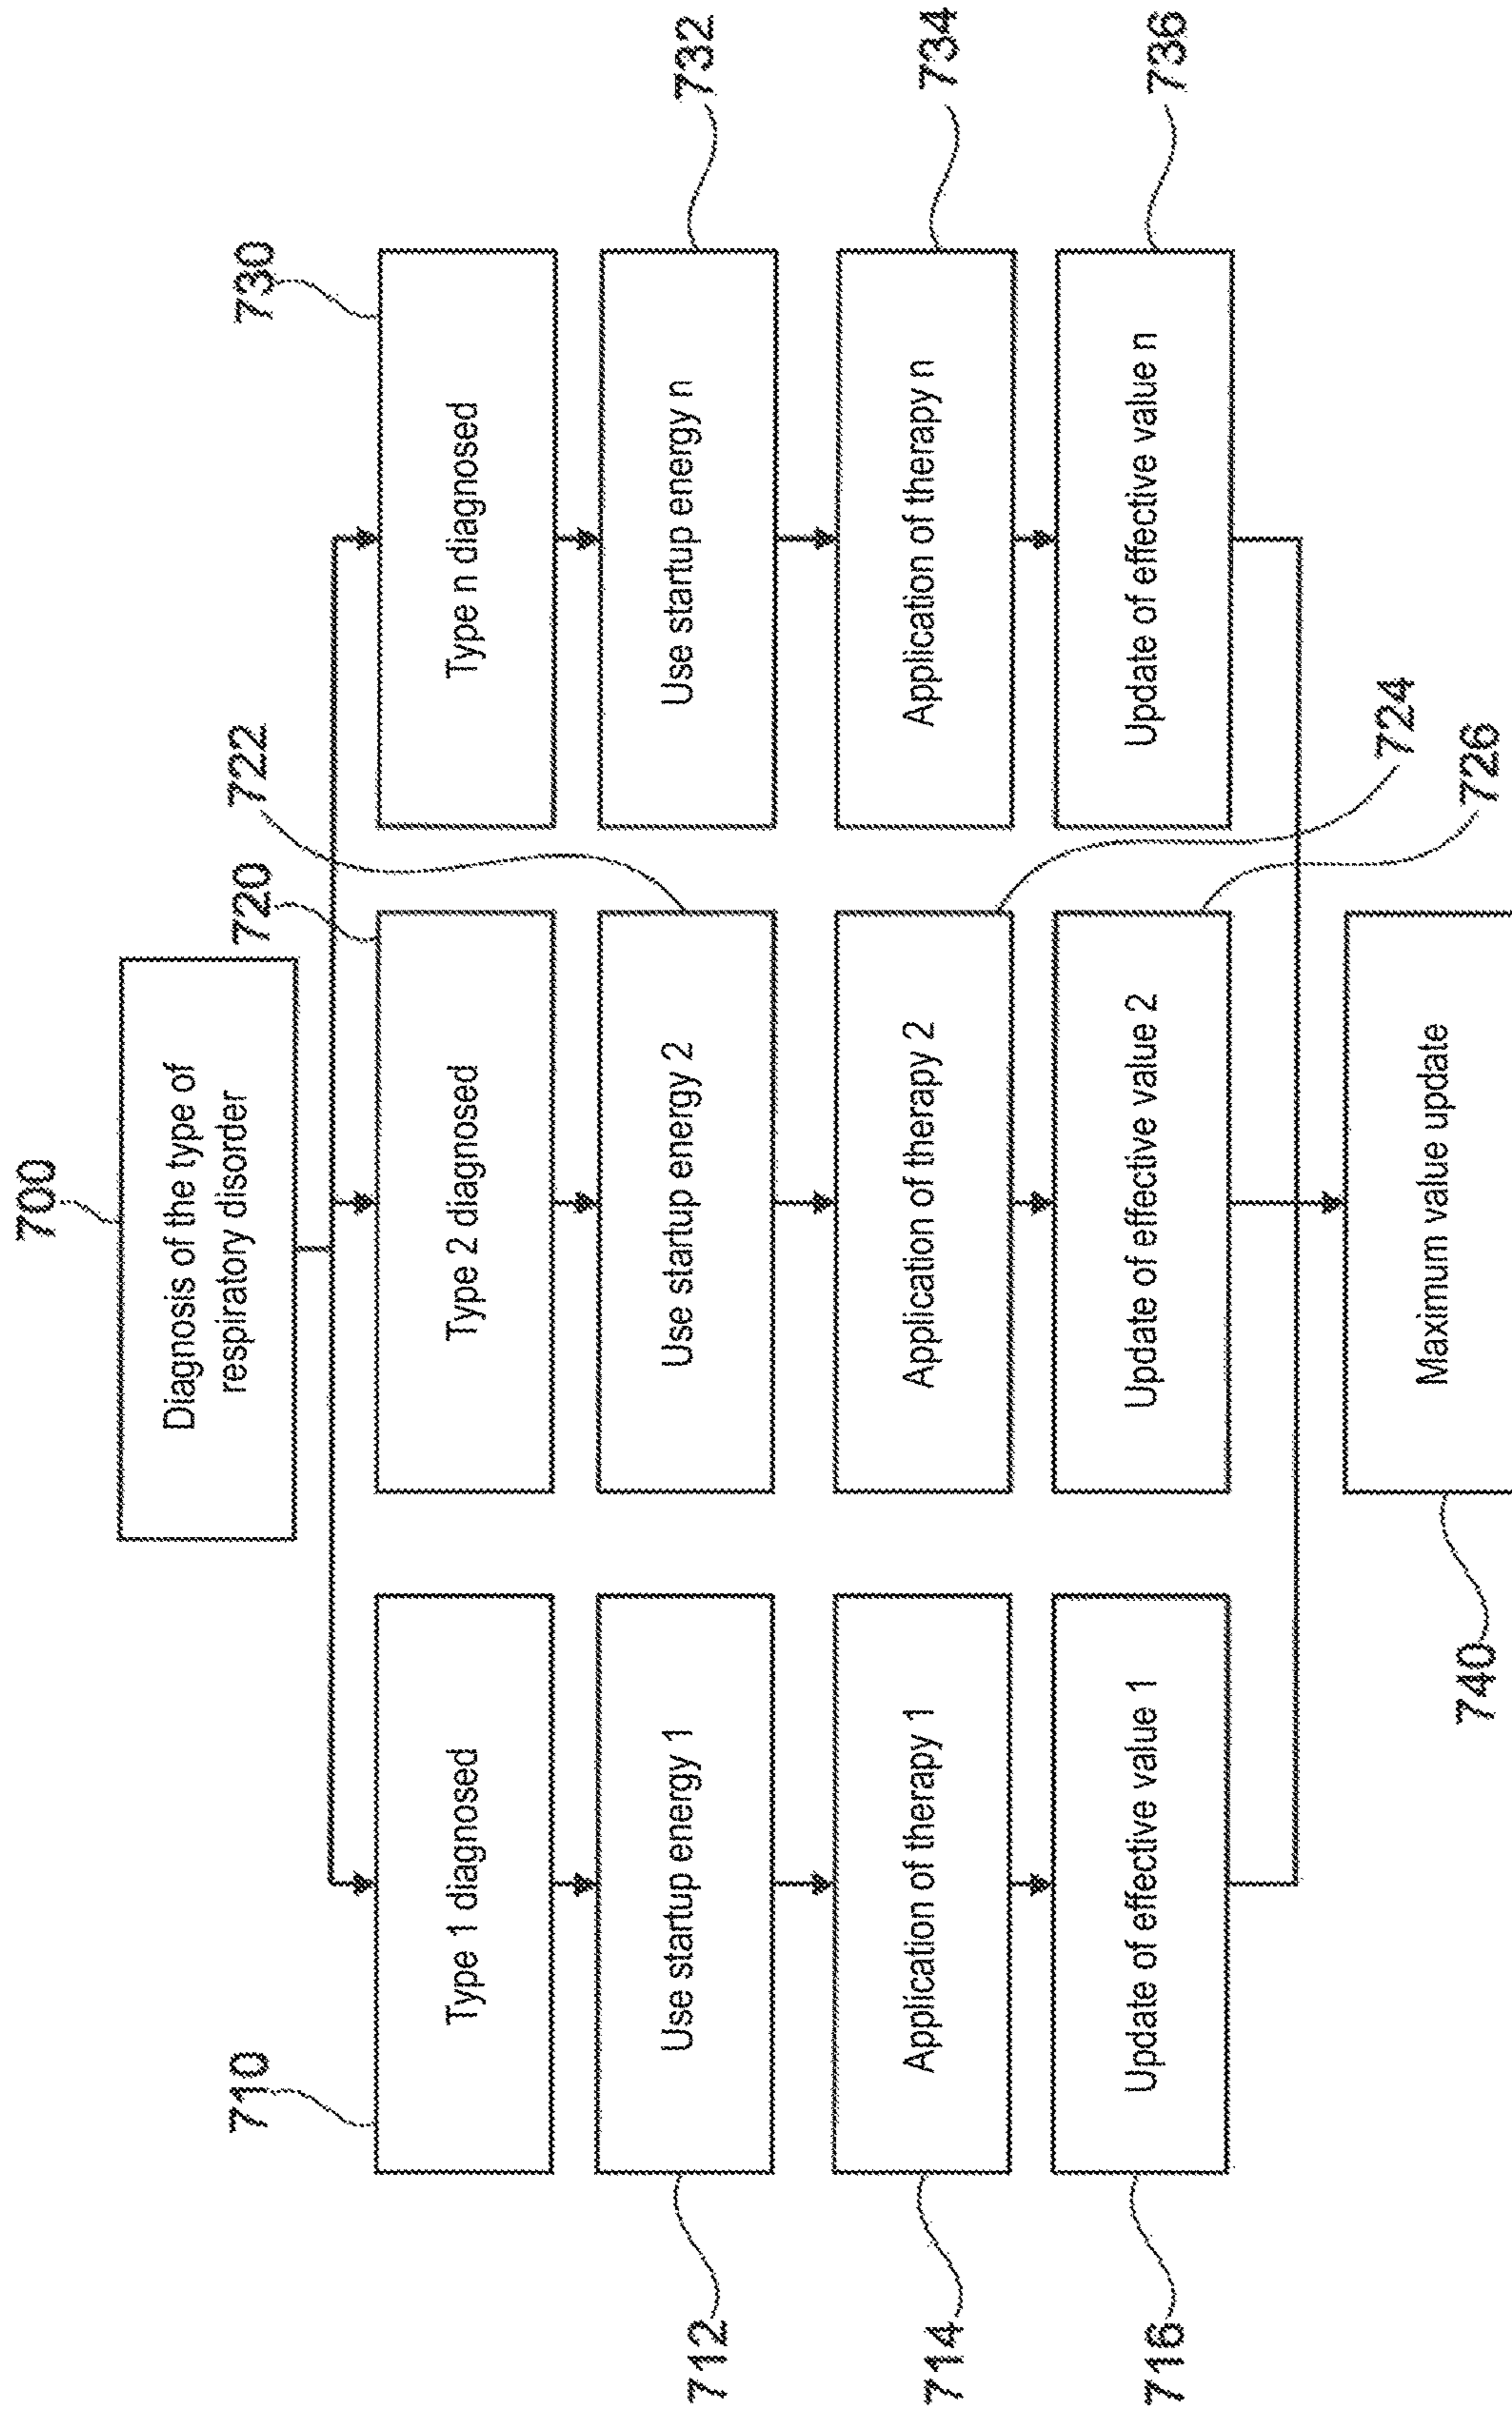 700
Diagnosis of the type of
respiratory disorder
710
Type 1 diagnosed
720
Type 2 diagnosed
722
730
Type n diagnosed
712
Use startup energy 1
Use startup energy 2
Use startup energy n
732
714
Application of therapy 1
Application of therapy 2
Application of therapy n
734
716
Update of effective value 1
Update of effective value 2
Update of effective value n
736
724
726
740
Maximum value update